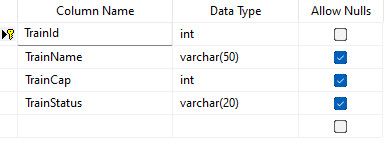 Column Name Data Type Allow Nulls
TrainId int
TrainName varchar(50)
TrainCap int
TrainStatus varchar(20)